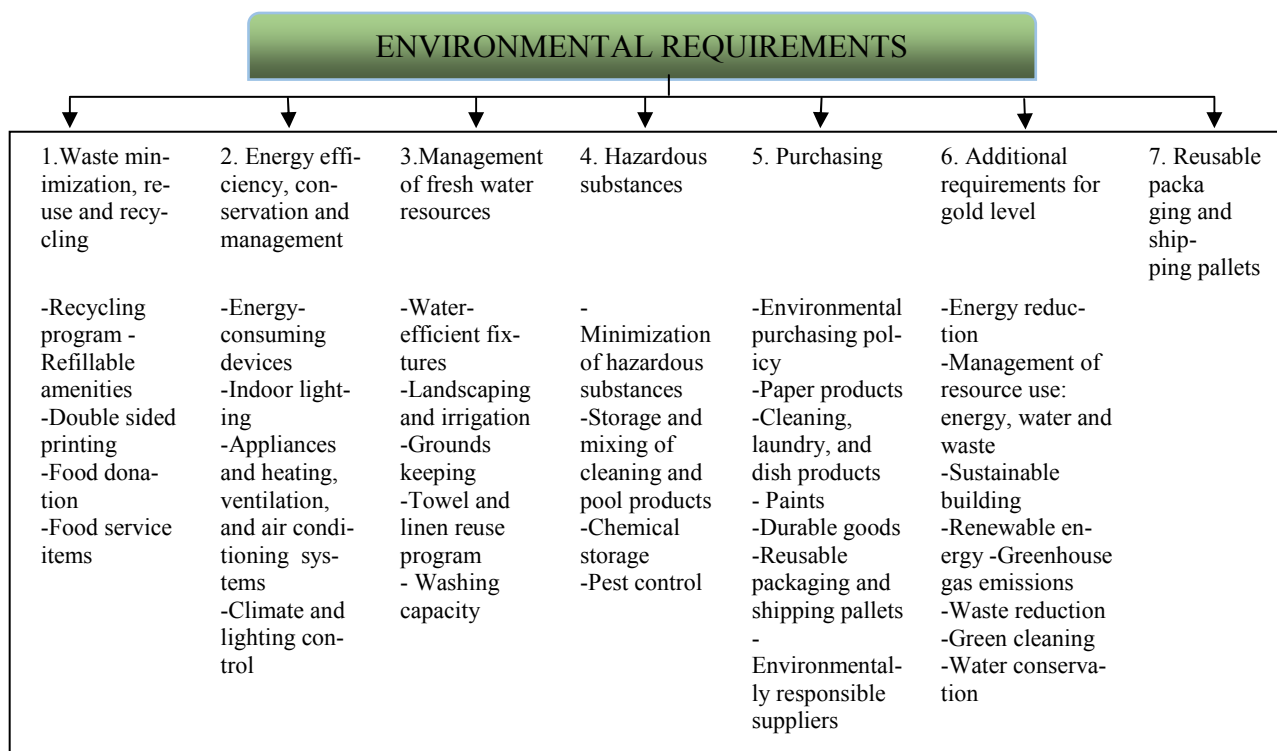 ENVIRONMENTAL REQUIREMENTS
1.Waste min-
imization, re-
use and recy-
cling
-Recycling
program -
Refillable
amenities
-Double sided
printing
-Food dona-
tion
-Food service
items
2. Energy effi-
ciency, con-
servation and
management
-Energy-
consuming
devices
-Indoor light-
ing
-Appliances
and heating,
ventilation,
and air condi-
tioning sys-
tems
-Climate and
lighting con-
trol
3.Management
of fresh water
resources
-Water-
efficient fix-
tures
-Landscaping
and irrigation
-Grounds
keeping
-Towel and
linen reuse
program
- Washing
capacity
4. Hazardous
substances
-
Minimization
of hazardous
substances
-Storage and
mixing of
cleaning and
pool products
-Chemical
storage
-Pest control
5. Purchasing
-Environmental
purchasing pol-
icy
-Paper products
-Cleaning,
laundry, and
dish products
- Paints
-Durable goods
-Reusable
packaging and
shipping pallets
-
Environmental-
ly responsible
suppliers
6. Additional
requirements for
gold level
-Energy reduc-
tion
-Management of
resource use:
energy, water and
waste
-Sustainable
building
-Renewable en-
ergy -Greenhouse
gas emissions
-Waste reduction
-Green cleaning
-Water conserva-
tion
7. Reusable
packa
ging and
ship-
ping pallets